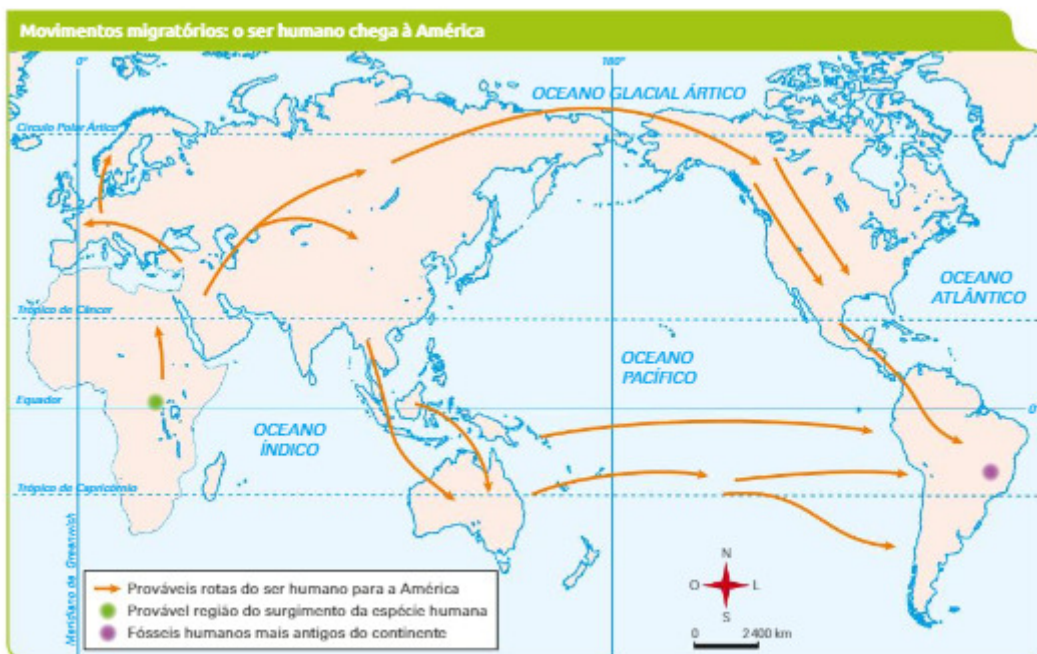 Movimentos migratórios: o ser humano chega à América
0°
180°
OCEANO GLACIAL ÁRTICO
Círculo Polar Ártico
OCEANO
ATLÂNTICO
Trópico de Câncer
OCEANO
PACÍFICO
Equador
0°
OCEANO
ÍNDICO
Trópico de Capricórnio
Meridiano de Greenwich
Prováveis rotas do ser humano para a América
Provável região do surgimento da espécie humana
Fósseis humanos mais antigos do continente
N
O
L
S
0
2400 km